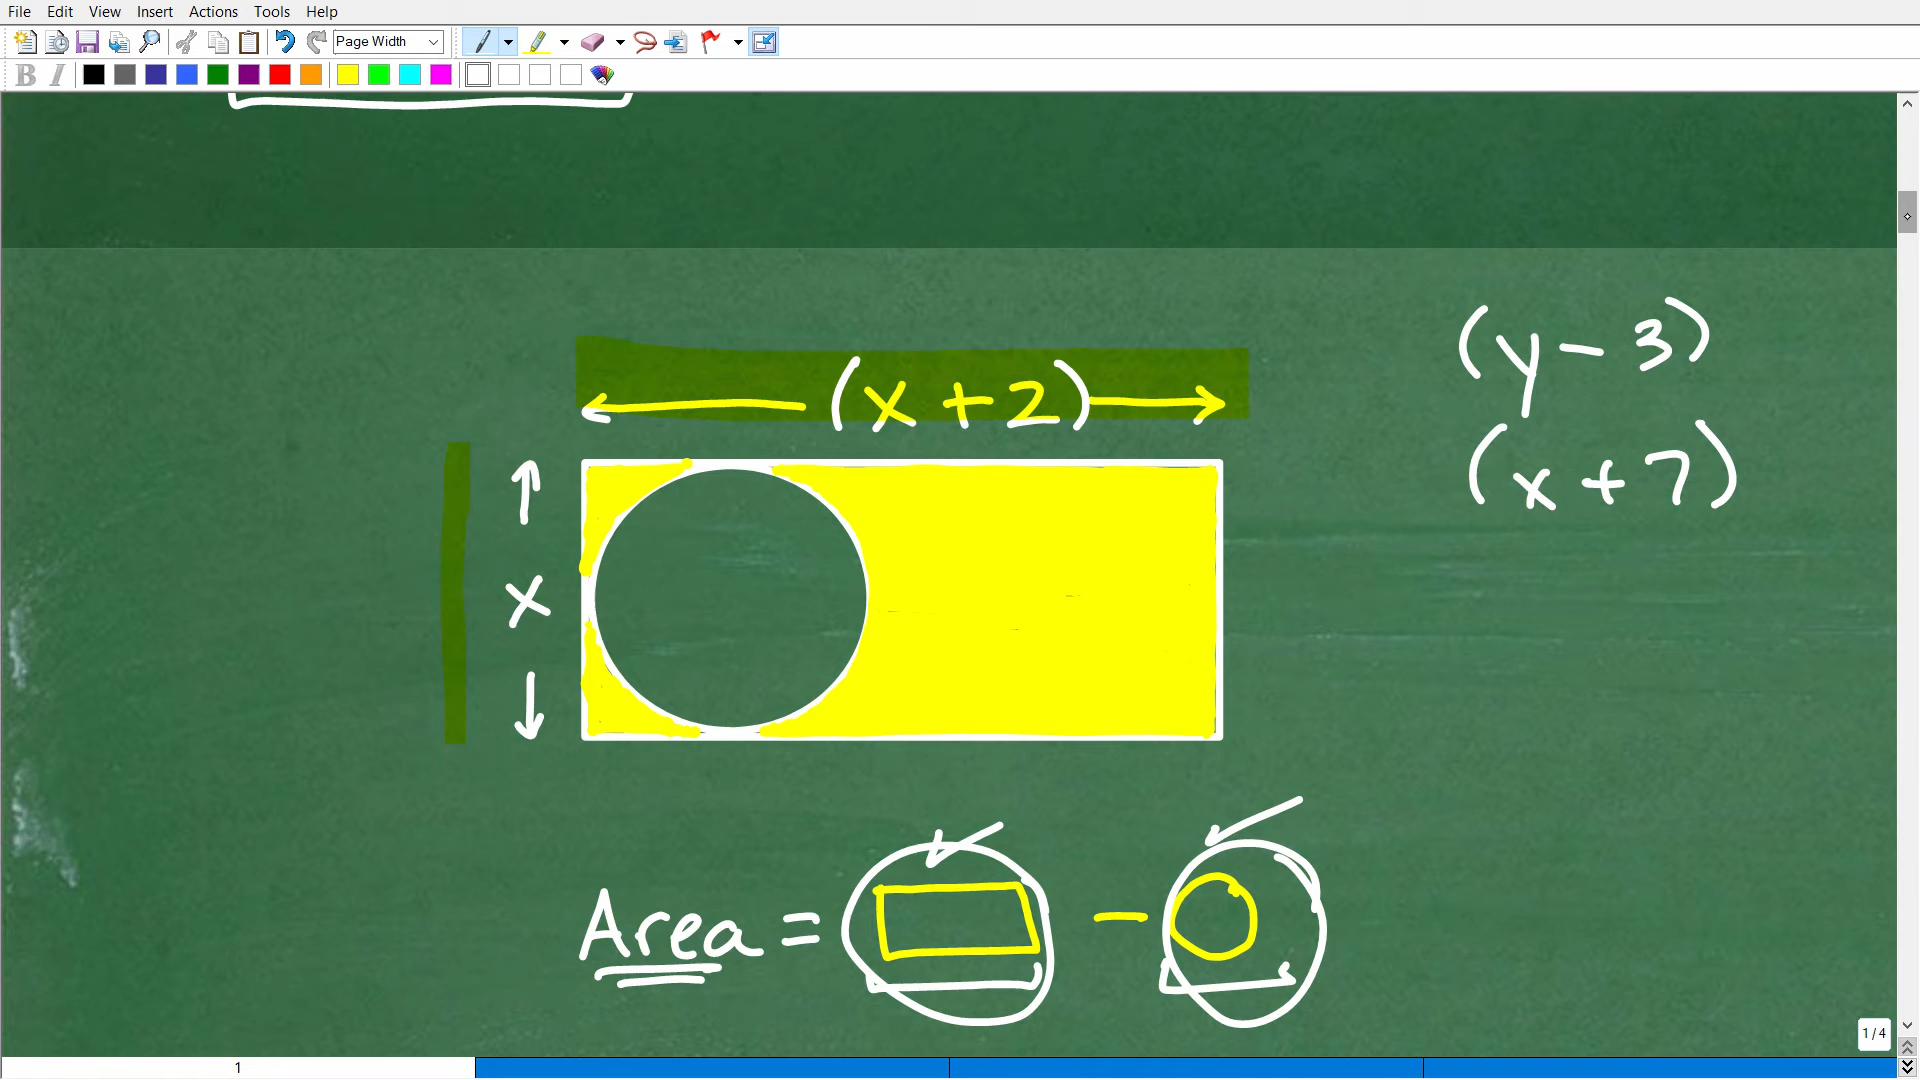 File Edit View Insert Actions Tools Help
Page Width
B I
(y - 3)
(x + 2)
(x + 7)
x
Area = -
1 / 4
1